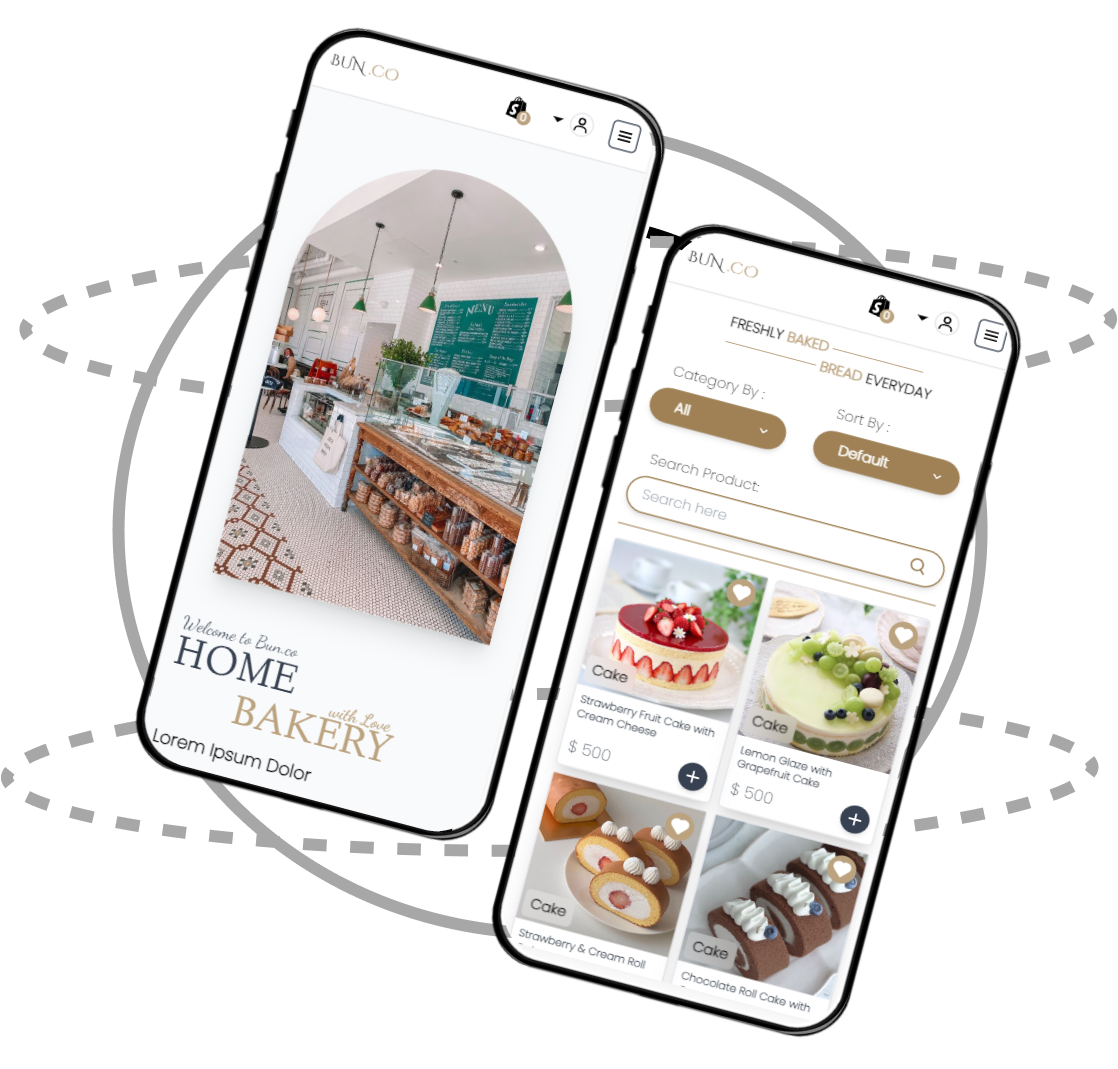 BUN.CO
0
MENU
Welcome to Bun.co
HOME
with Love
BAKERY
Lorem Ipsum Dolor
BUN.CO
0
FRESHLY BAKED
BREAD EVERYDAY
Category By :
All
Sort By :
Default
Search Product:
Search here
Cake
Strawberry Fruit Cake with
Cream Cheese
$ 500
Cake
Lemon Glaze with
Grapefruit Cake
$ 500
Cake
Strawberry & Cream Roll
Cake
Chocolate Roll Cake with